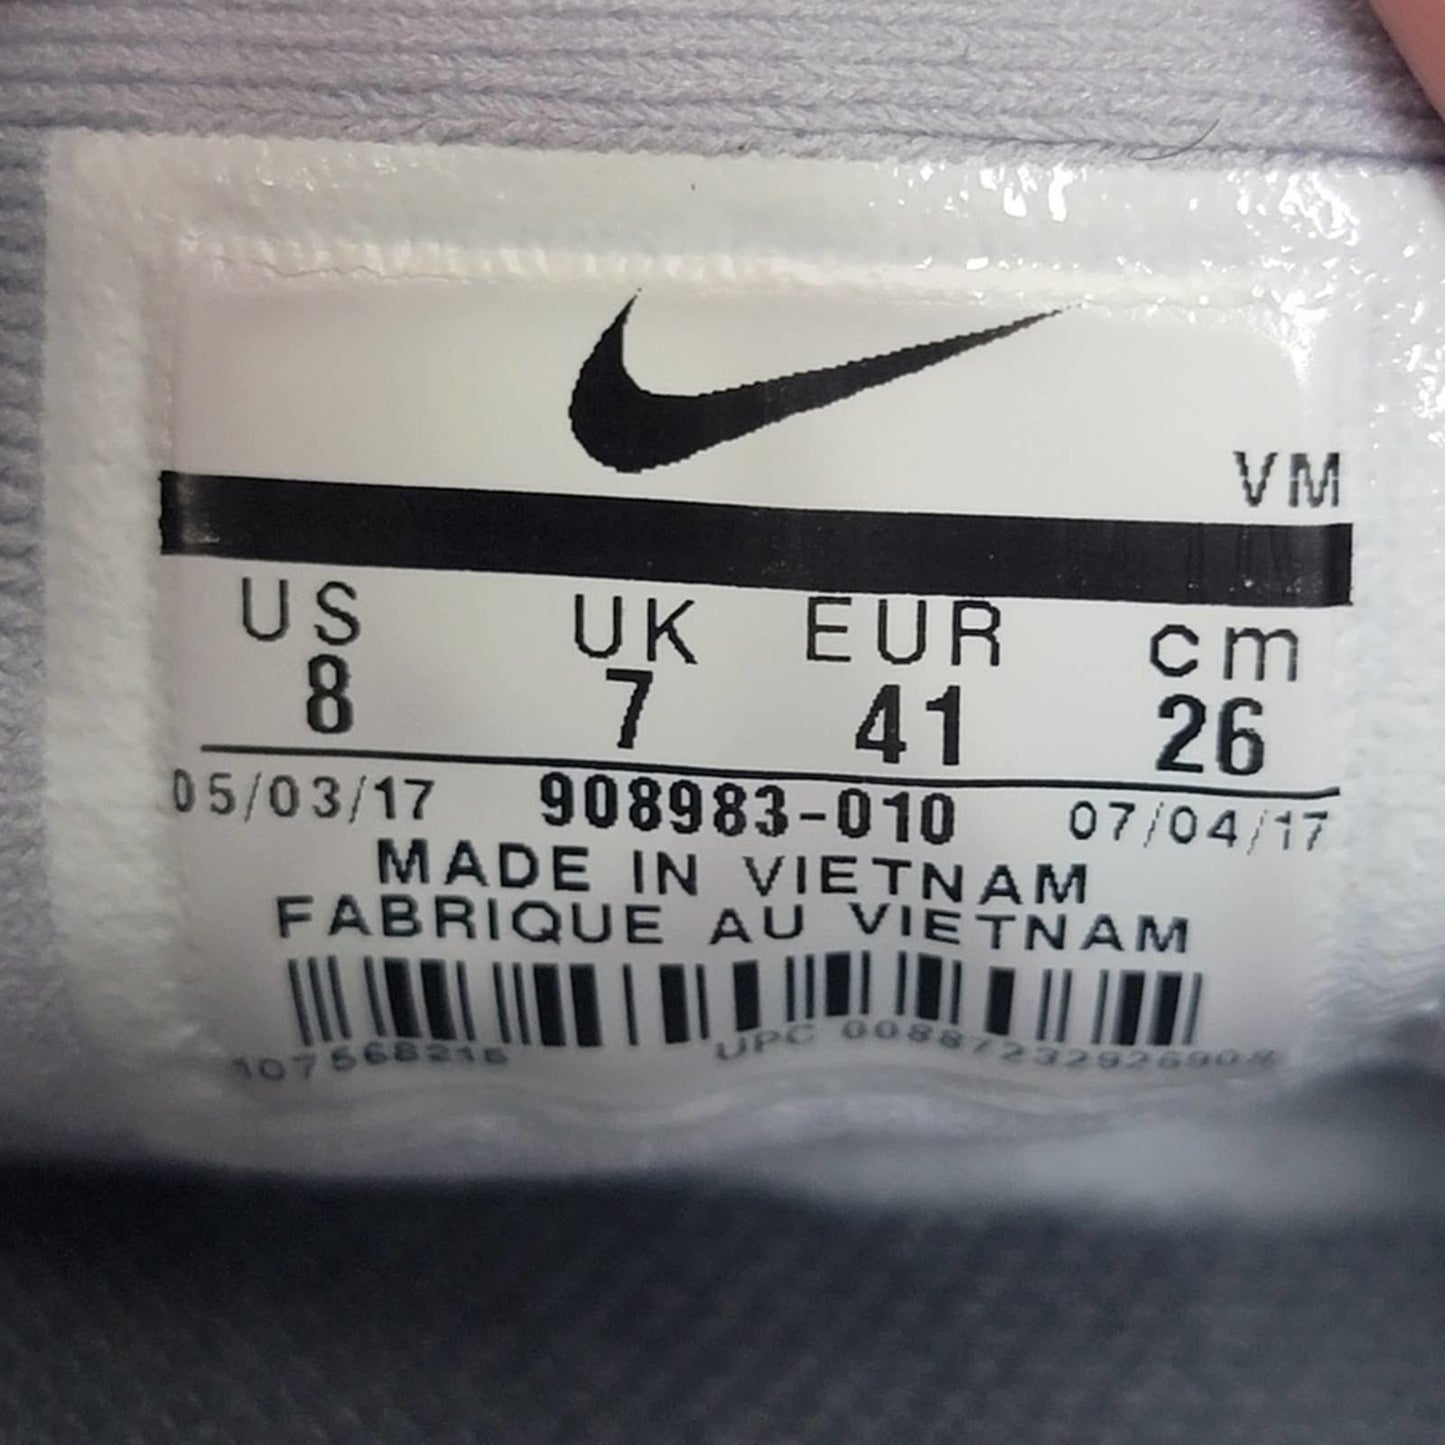 VM
US UK EUR cm
8 7 41 26
05/03/17 908983-010 07/04/17
MADE IN VIETNAM
FABRIQUE AU VIETNAM
UPC